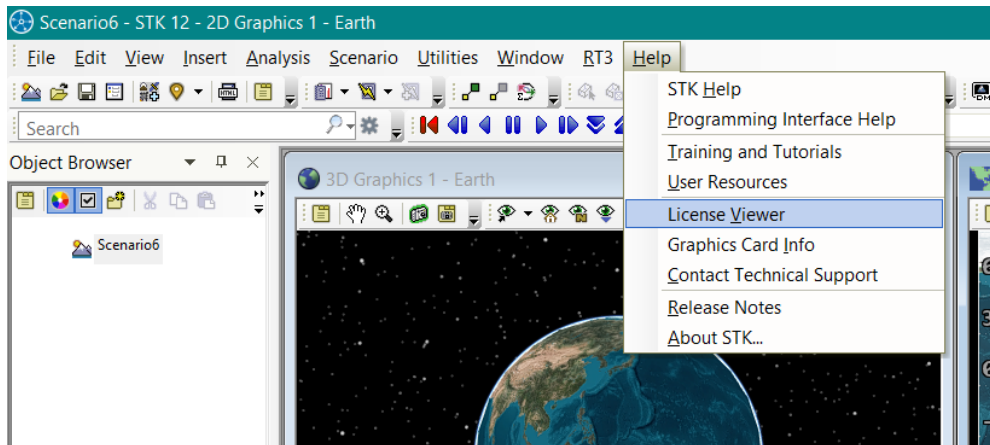 Scenario6 - STK 12 - 2D Graphics 1 - Earth
File Edit View Insert Analysis Scenario Utilities Window RT3 Help
Search
Object Browser
Scenario6
3D Graphics 1 - Earth
STK Help
Programming Interface Help
Training and Tutorials
User Resources
License Viewer
Graphics Card Info
Contact Technical Support
Release Notes
About STK...